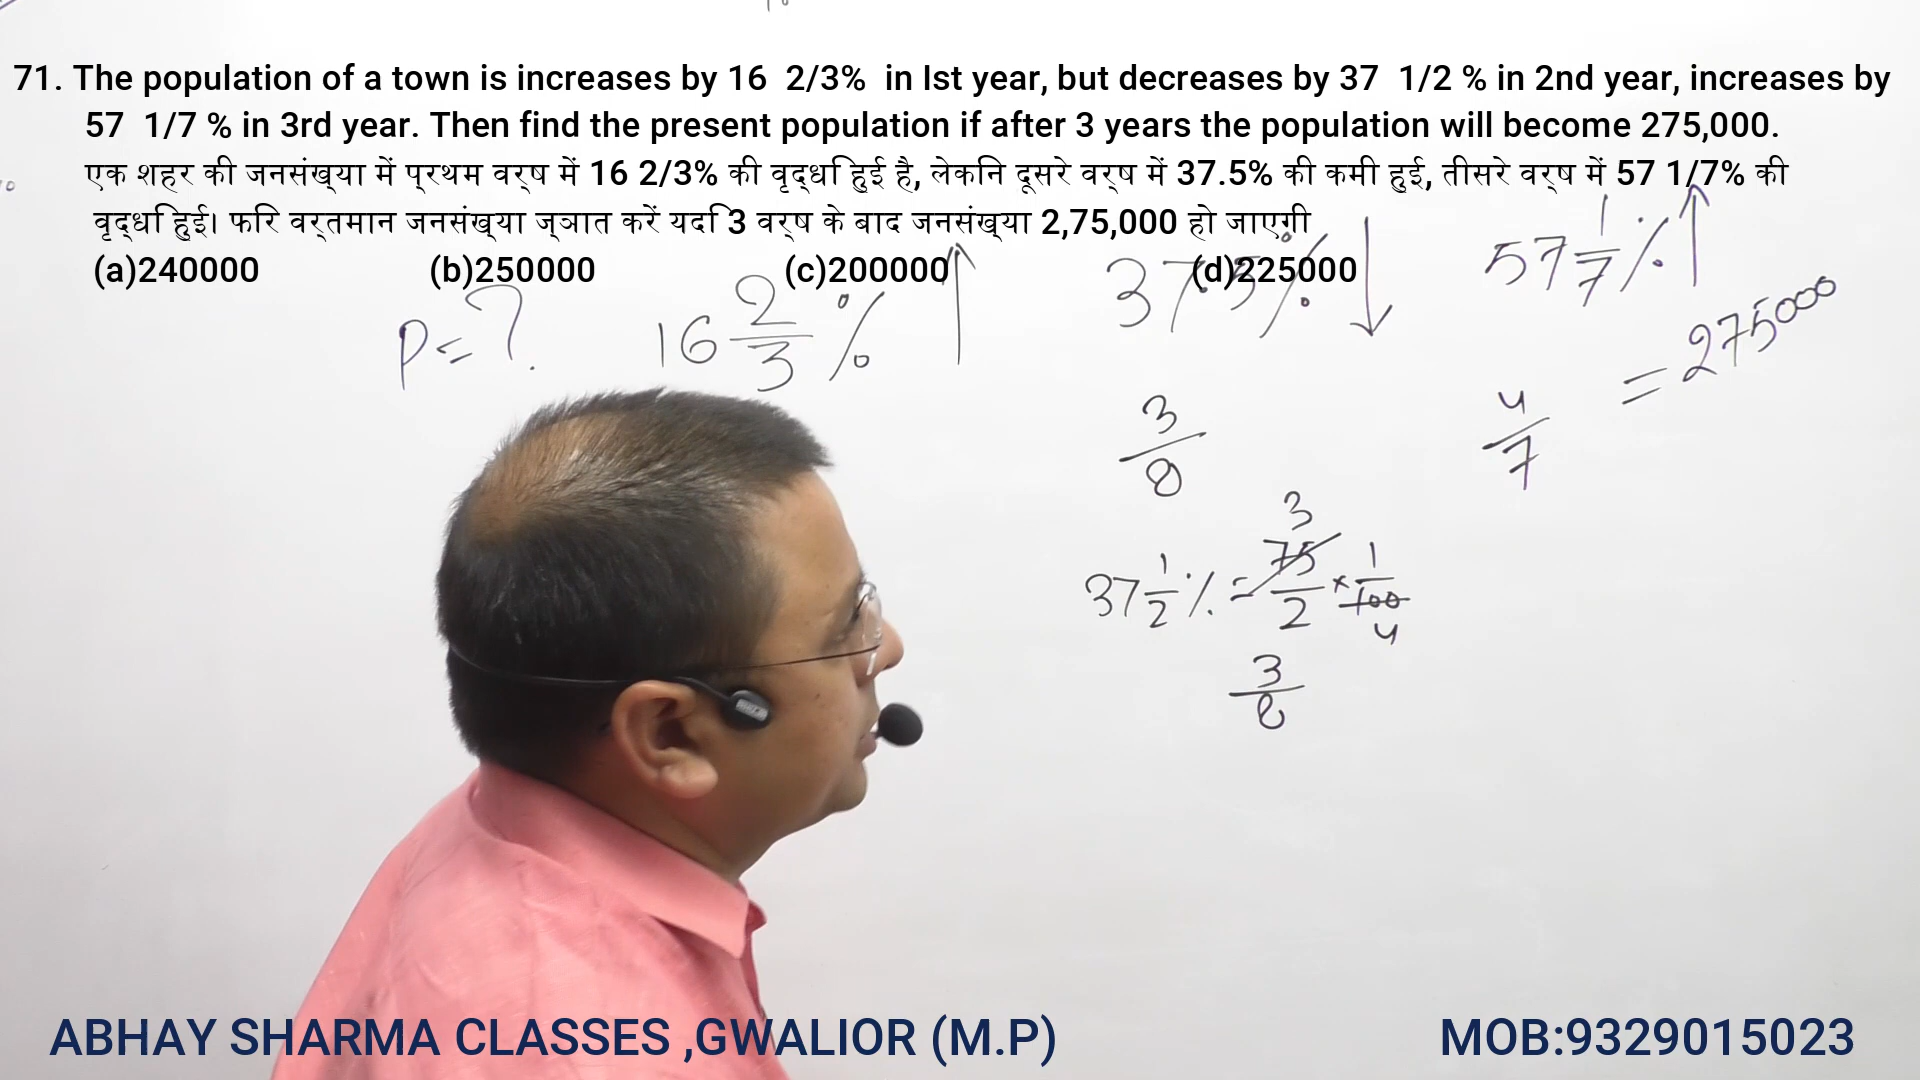 71. The population of a town is increases by 16 2/3% in Ist year, but decreases by 37 1/2 % in 2nd year, increases by
57 1/7 % in 3rd year. Then find the present population if after 3 years the population will become 275,000.
एक शहर की जनसंख्या में प्रथम वर्ष में 16 2/3% की वृद्धि हुई है, लेकिन दूसरे वर्ष में 37.5% की कमी हुई, तीसरे वर्ष में 57 1/7% की
वृद्धि हुई। फिर वर्तमान जनसंख्या ज्ञात करें यदि 3 वर्ष के बाद जनसंख्या 2,75,000 हो जाएगी
(a)240000 (b)250000 (c)200000 (d)225000
P=? 16 2/3 % ↑ 37.5% ↓ 57 1/7 % ↑
= 275000
3/8 4/7
37 1/2 % = 75/2 × 1/100
3 4
3/8
ABHAY SHARMA CLASSES ,GWALIOR (M.P) MOB:9329015023